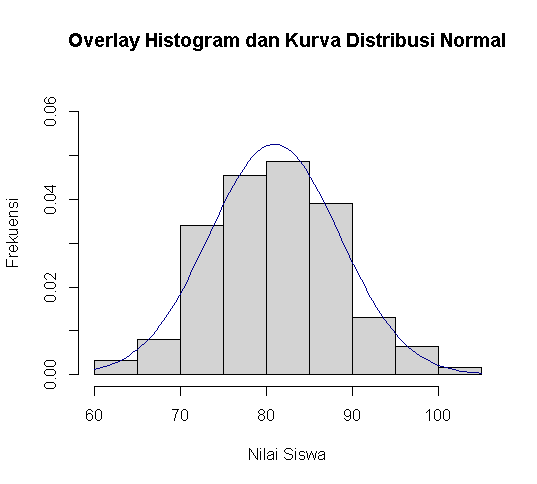 Overlay Histogram dan Kurva Distribusi Normal
0.06
0.04
0.02
0.00
Frekuensi
60 70 80 90 100
Nilai Siswa